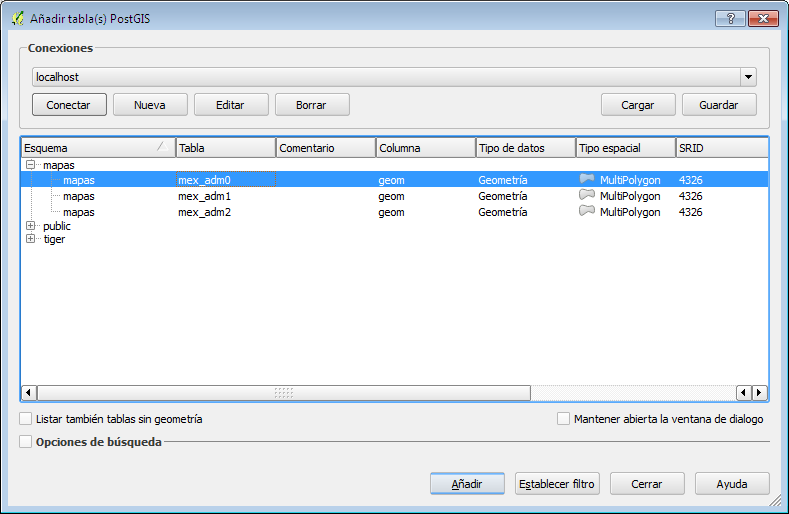 Añadir tabla(s) PostGIS
Conexiones
localhost
Conectar Nueva Editar Borrar Cargar Guardar
Esquema Tabla Comentario Columna Tipo de datos Tipo espacial SRID
mapas
mapas mex_adm0 geom Geometría MultiPolygon 4326
mapas mex_adm1 geom Geometría MultiPolygon 4326
mapas mex_adm2 geom Geometría MultiPolygon 4326
public
tiger
Listar también tablas sin geometría Mantener abierta la ventana de dialogo
Opciones de búsqueda
Añadir Establecer filtro Cerrar Ayuda